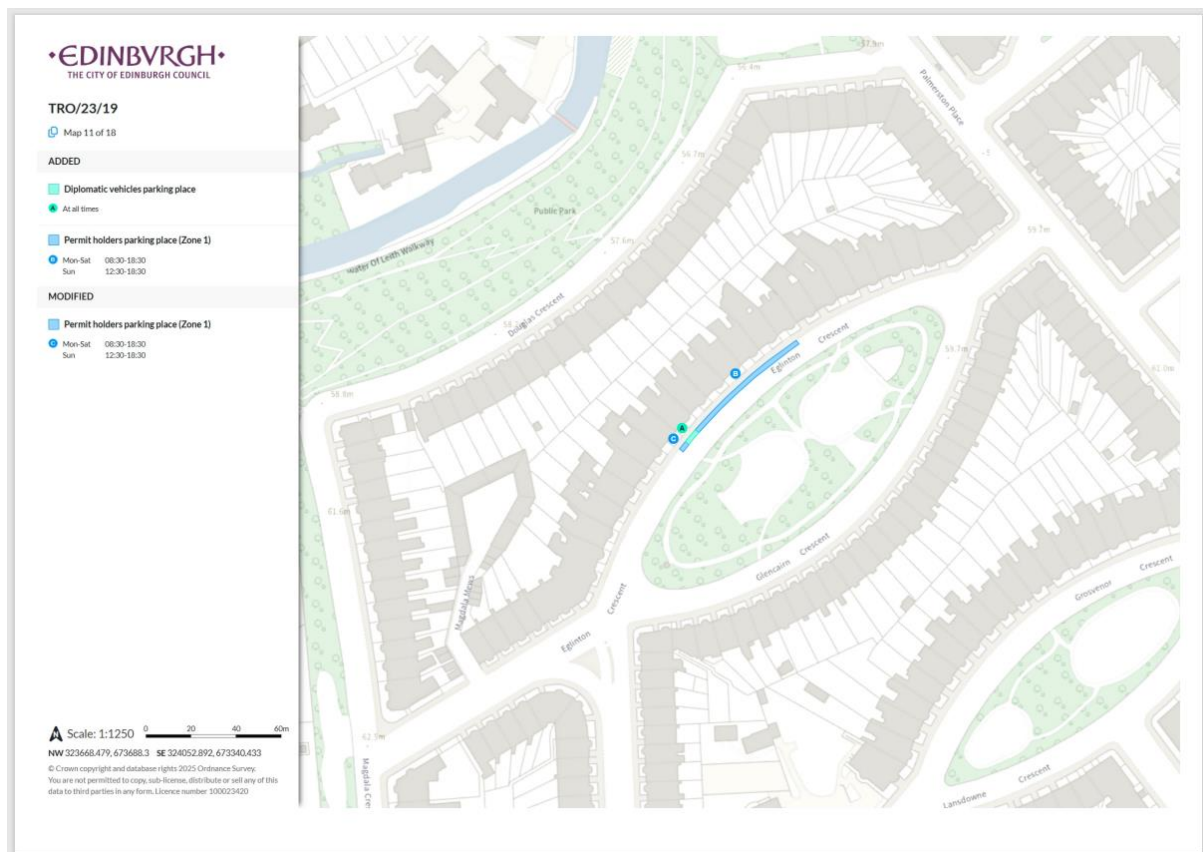 EDINBVRGH
THE CITY OF EDINBURGH COUNCIL
TRO/23/19
Map 11 of 18
ADDED
Diplomatic vehicles parking place
A At all times
Permit holders parking place (Zone 1)
B Mon-Sat 08:30-18:30
Sun 12:30-18:30
MODIFIED
Permit holders parking place (Zone 1)
C Mon-Sat 08:30-18:30
Sun 12:30-18:30
Scale: 1:1250 0 20 40 60m
NW 323668.479, 673688.3 SE 324052.892, 673340.433
© Crown copyright and database rights 2025 Ordnance Survey.
You are not permitted to copy, sub-license, distribute or sell any of this
data to third parties in any form. Licence number 100023420
Palmerston Place
56.7m
Public Park
57.6m
59.2m
Water Of Leith Walkway
Douglas Crescent
Eglinton Crescent
59.7m
61.0m
58.8m
B
A
C
61.6m
Glencairn Crescent
Magdala Mews
Grosvenor Crescent
Eglinton Crescent
62.5m
Lansdowne Crescent